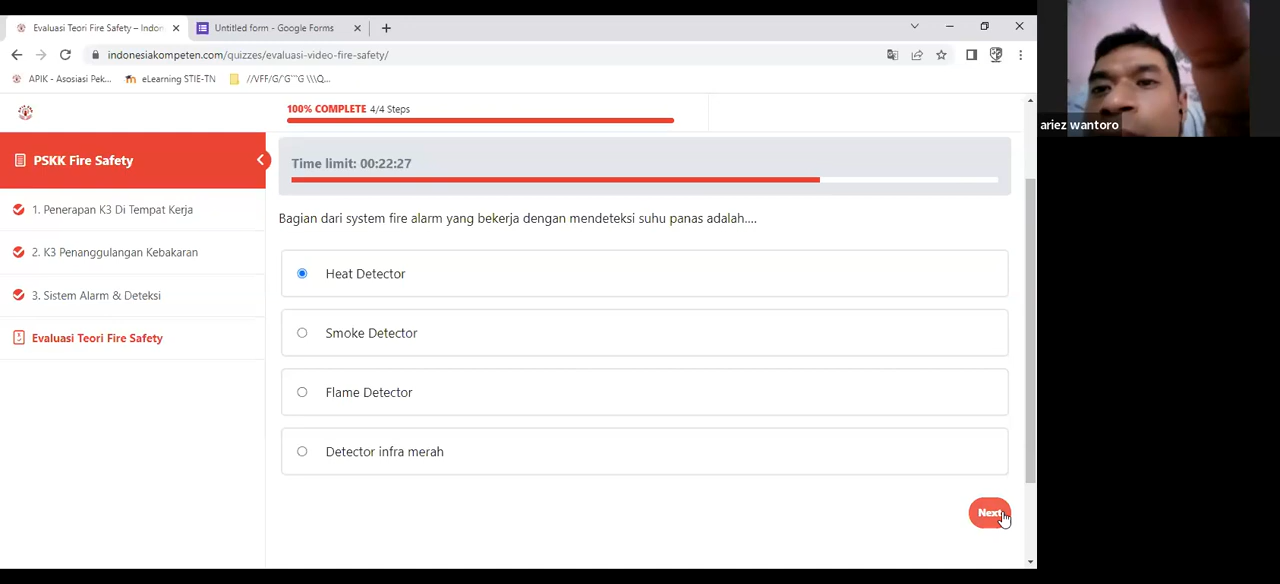 Evaluasi Teori Fire Safety – Indon
Untitled form - Google Forms
indonesiakompeten.com/quizzes/evaluasi-video-fire-safety/
APIK - Asosiasi Pek...
eLearning STIE-TN
//VFF/G/'G'''''G \\\Q...
ariez wantoro
100% COMPLETE 4/4 Steps
PSKK Fire Safety
1. Penerapan K3 Di Tempat Kerja
2. K3 Penanggulangan Kebakaran
3. Sistem Alarm & Deteksi
Evaluasi Teori Fire Safety
Time limit: 00:22:27
Bagian dari system fire alarm yang bekerja dengan mendeteksi suhu panas adalah....
Heat Detector
Smoke Detector
Flame Detector
Detector infra merah
Next